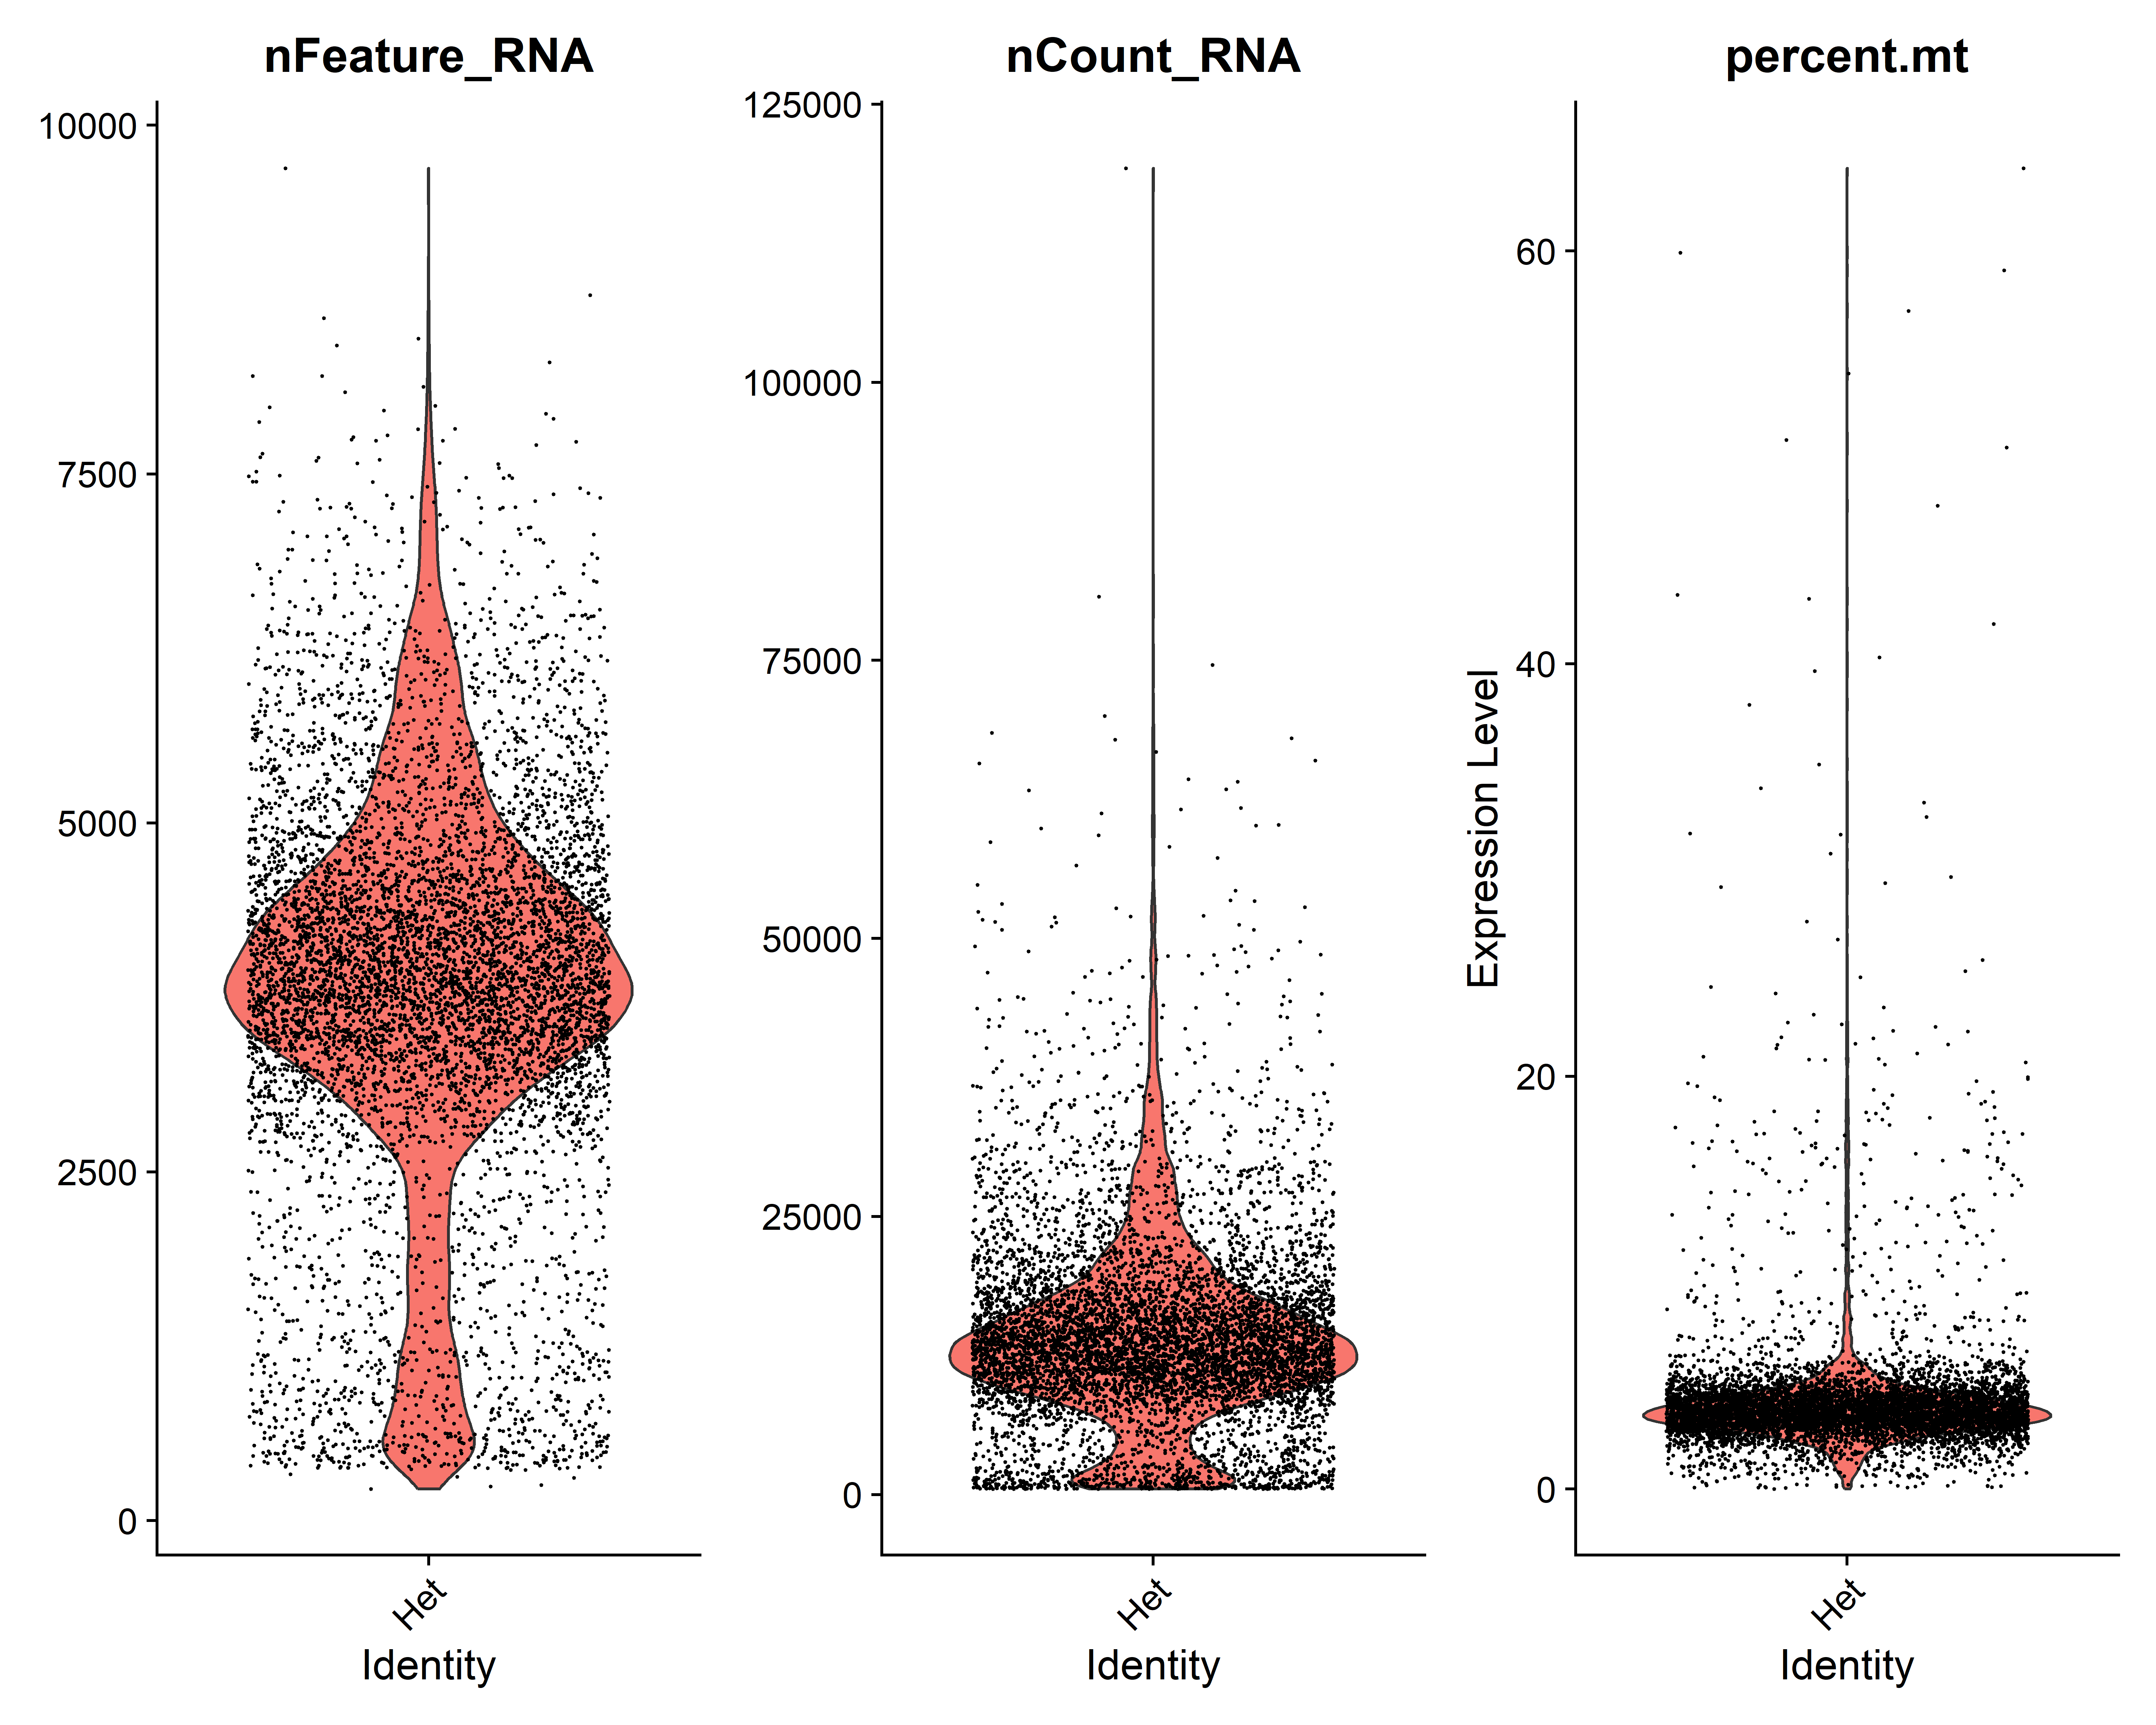 nFeature_RNA
10000
7500
5000
2500
0
Het
Identity
nCount_RNA
125000
100000
75000
50000
25000
0
Het
Identity
percent.mt
Expression Level
60
40
20
0
Het
Identity